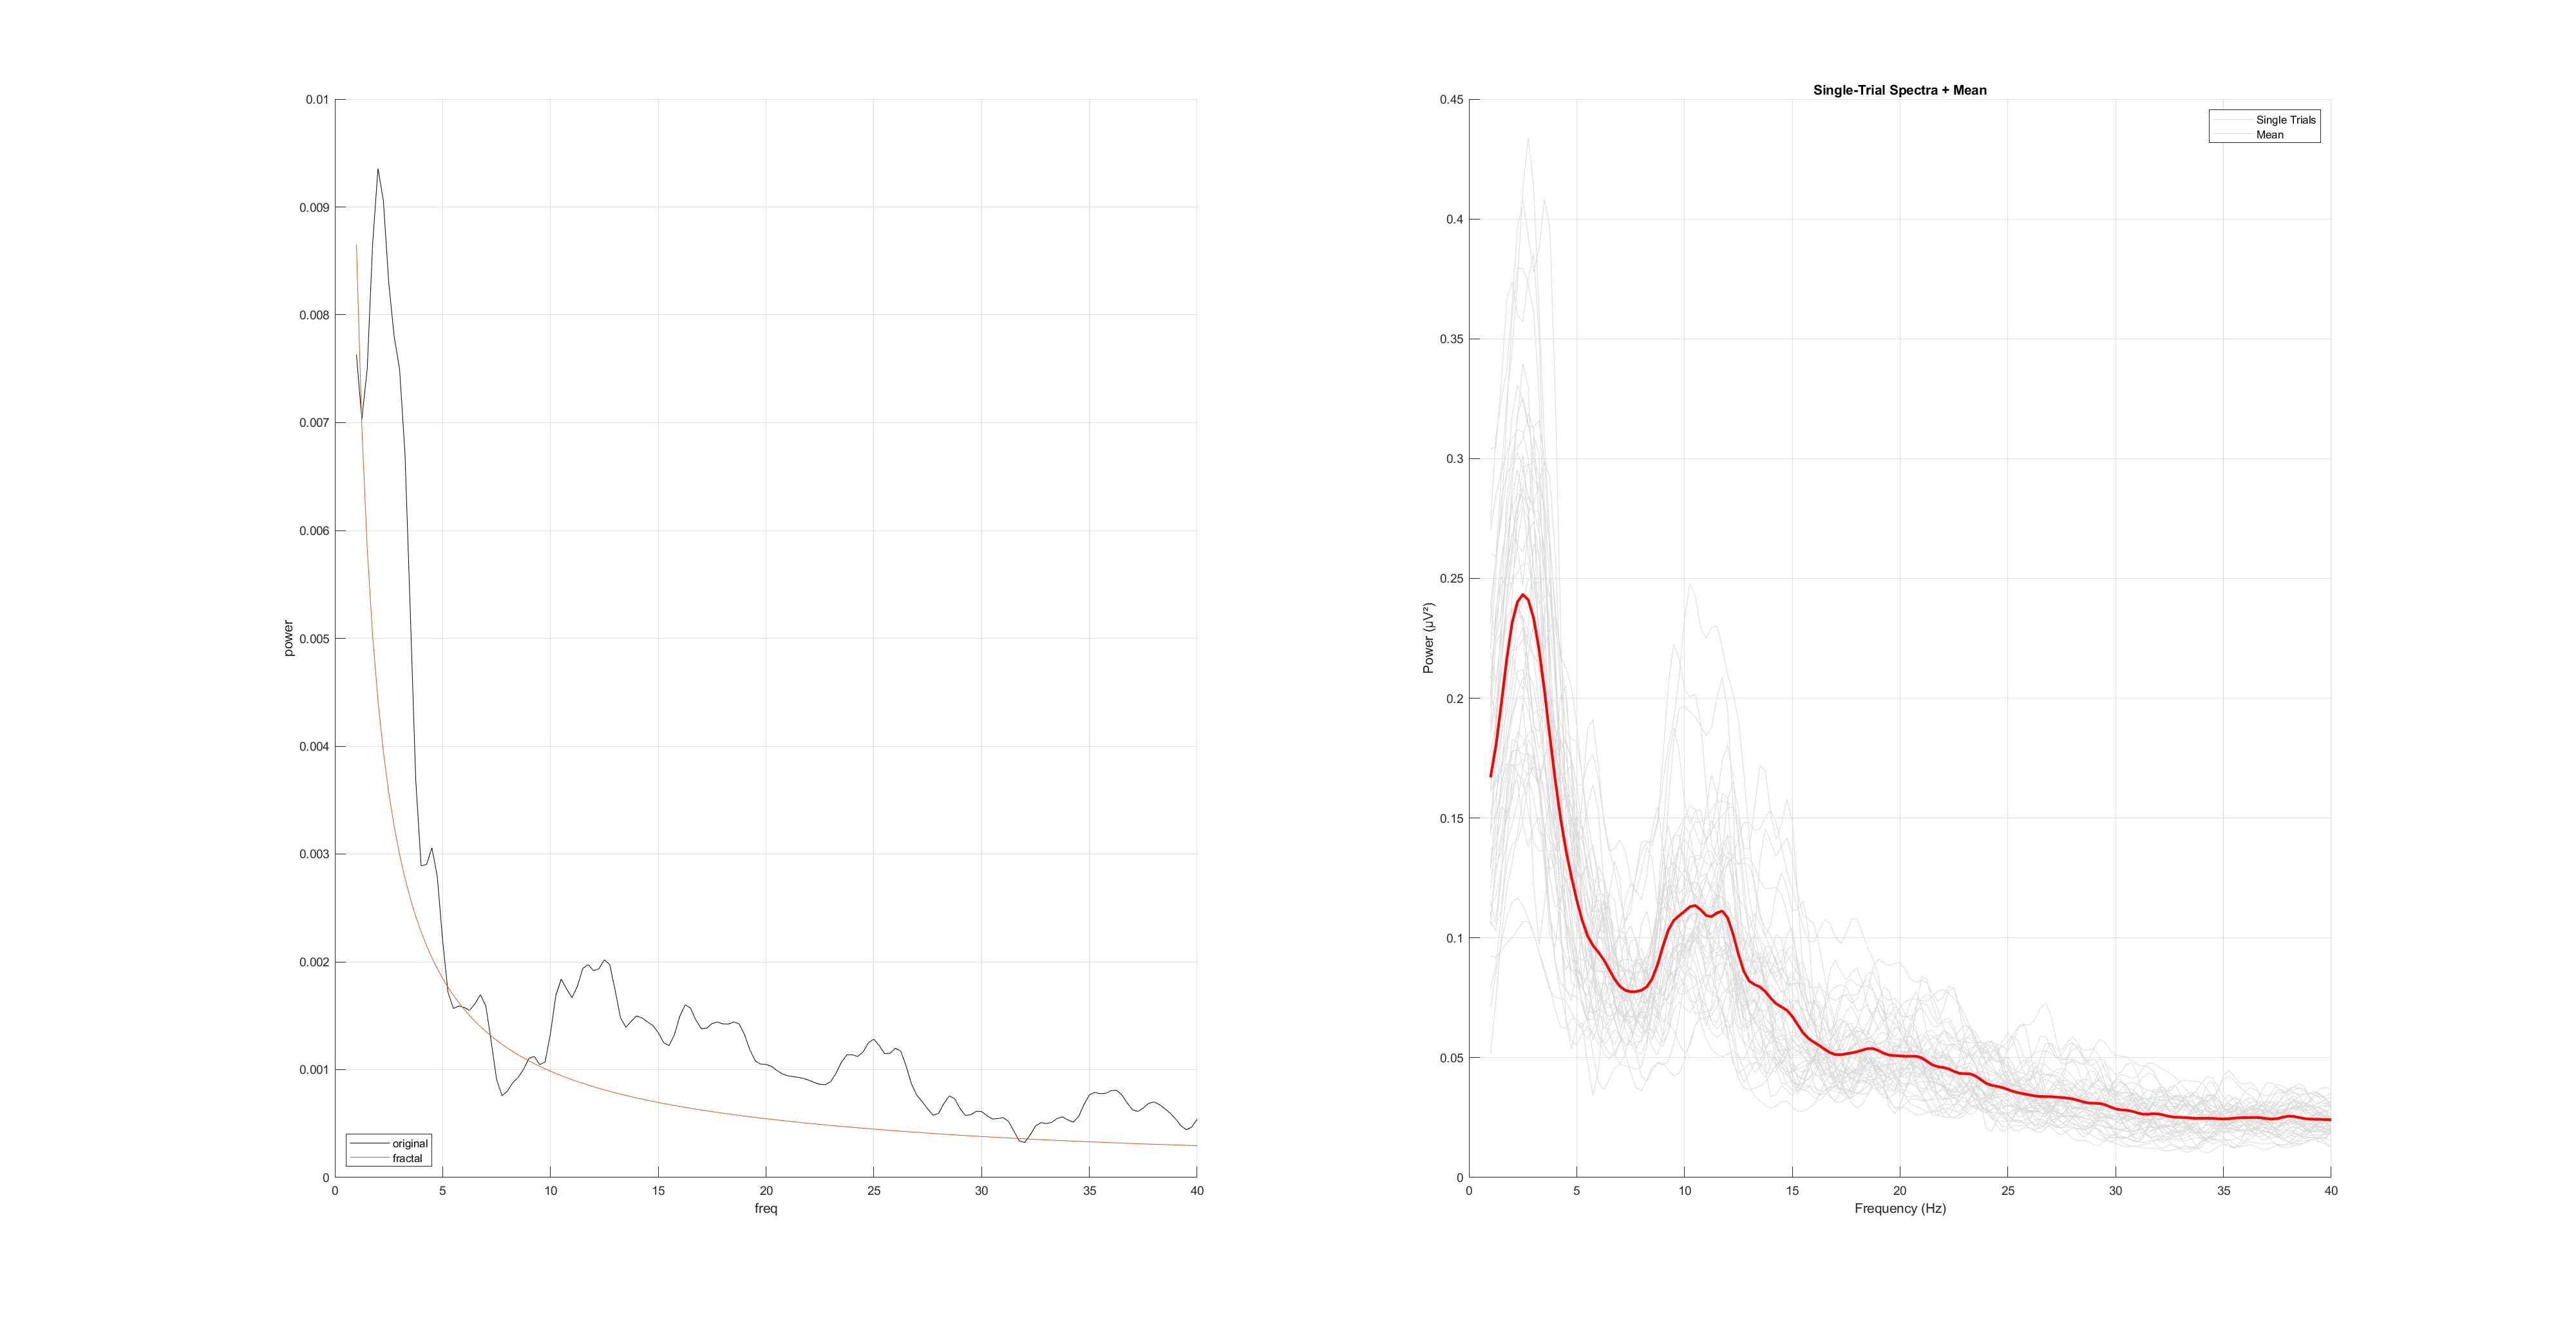 0.01
0.009
0.008
0.007
0.006
0.005
0.004
0.003
0.002
0.001
0
power
original
fractal
0 5 10 15 20 25 30 35 40
freq
Single-Trial Spectra + Mean
0.45
0.4
0.35
0.3
0.25
0.2
0.15
0.1
0.05
0
Power (µV²)
Single Trials
Mean
0 5 10 15 20 25 30 35 40
Frequency (Hz)